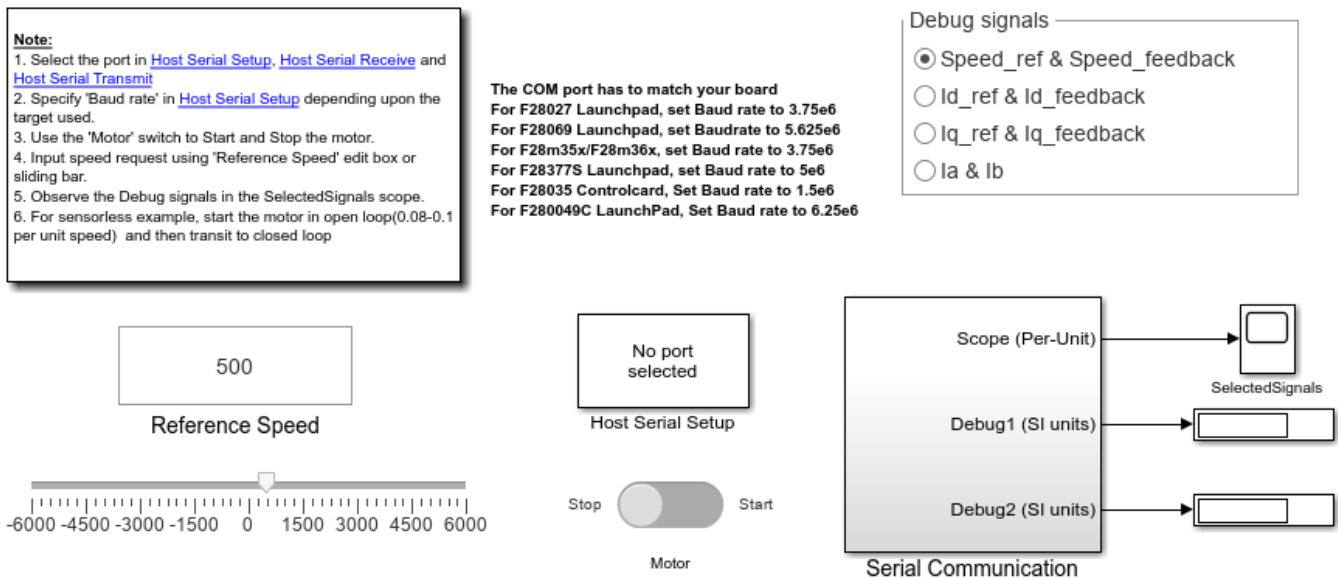 Note:
1. Select the port in Host Serial Setup, Host Serial Receive and
Host Serial Transmit
2. Specify 'Baud rate' in Host Serial Setup depending upon the
target used.
3. Use the 'Motor' switch to Start and Stop the motor.
4. Input speed request using 'Reference Speed' edit box or
sliding bar.
5. Observe the Debug signals in the SelectedSignals scope.
6. For sensorless example, start the motor in open loop(0.08-0.1
per unit speed)  and then transit to closed loop
The COM port has to match your board
For F28027 Launchpad, set Baud rate to 3.75e6
For F28069 Launchpad, set Baudrate to 5.625e6
For F28m35x/F28m36x, set Baud rate to 3.75e6
For F28377S Launchpad, set Baud rate to 5e6
For F28035 Controlcard, Set Baud rate to 1.5e6
For F280049C LaunchPad, Set Baud rate to 6.25e6
Debug signals
Speed_ref & Speed_feedback
Id_ref & Id_feedback
Iq_ref & Iq_feedback
Ia & Ib
500
Reference Speed
-6000 -4500 -3000 -1500 0 1500 3000 4500 6000
No port
selected
Host Serial Setup
Stop Start
Motor
Scope (Per-Unit)
Debug1 (SI units)
Debug2 (SI units)
Serial Communication
SelectedSignals